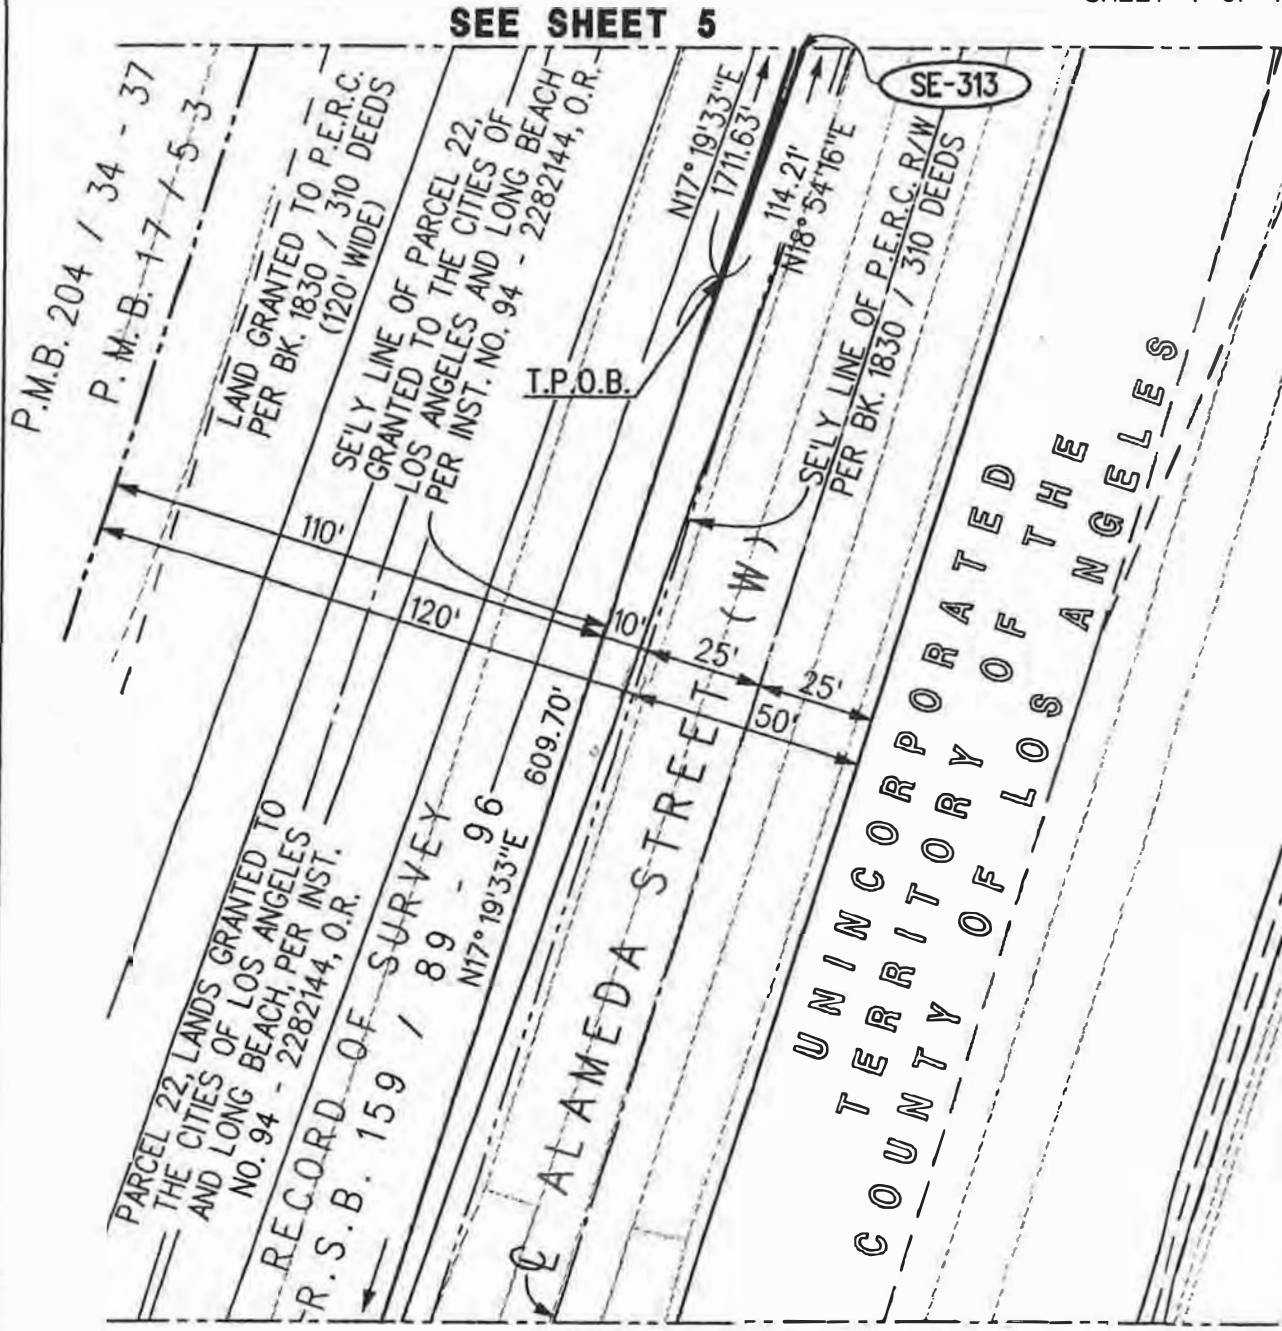 SEE SHEET 5
P.M.B. 204 / 34 - 37
P.M.B. 17 / 5 - 3
LAND GRANTED TO P.E.R.C.
PER BK. 1830 / 310 DEEDS
(120' WIDE)
SE'LY LINE OF PARCEL 22,
GRANTED TO THE CITIES OF
LOS ANGELES AND LONG BEACH
PER INST. NO. 94 - 2282144, O.R.
N17°19'33"E
1711.63'
114.21'
N18°54'16"E
SE-313
T.P.O.B.
SE'LY LINE OF P.E.R.C. R/W
PER BK. 1830 / 310 DEEDS
110'
120'
10'
25'
25'
50'
UNINCORPORATED
TERRITORY OF THE
COUNTY OF LOS ANGELES
PARCEL 22, LANDS GRANTED TO
THE CITIES OF LOS ANGELES
AND LONG BEACH, PER INST.
NO. 94 - 2282144, O.R.
RECORD OF SURVEY
R.S.B. 159 / 89 - 96
N17°19'33"E 609.70'
℄ ALAMEDA STREET (W)